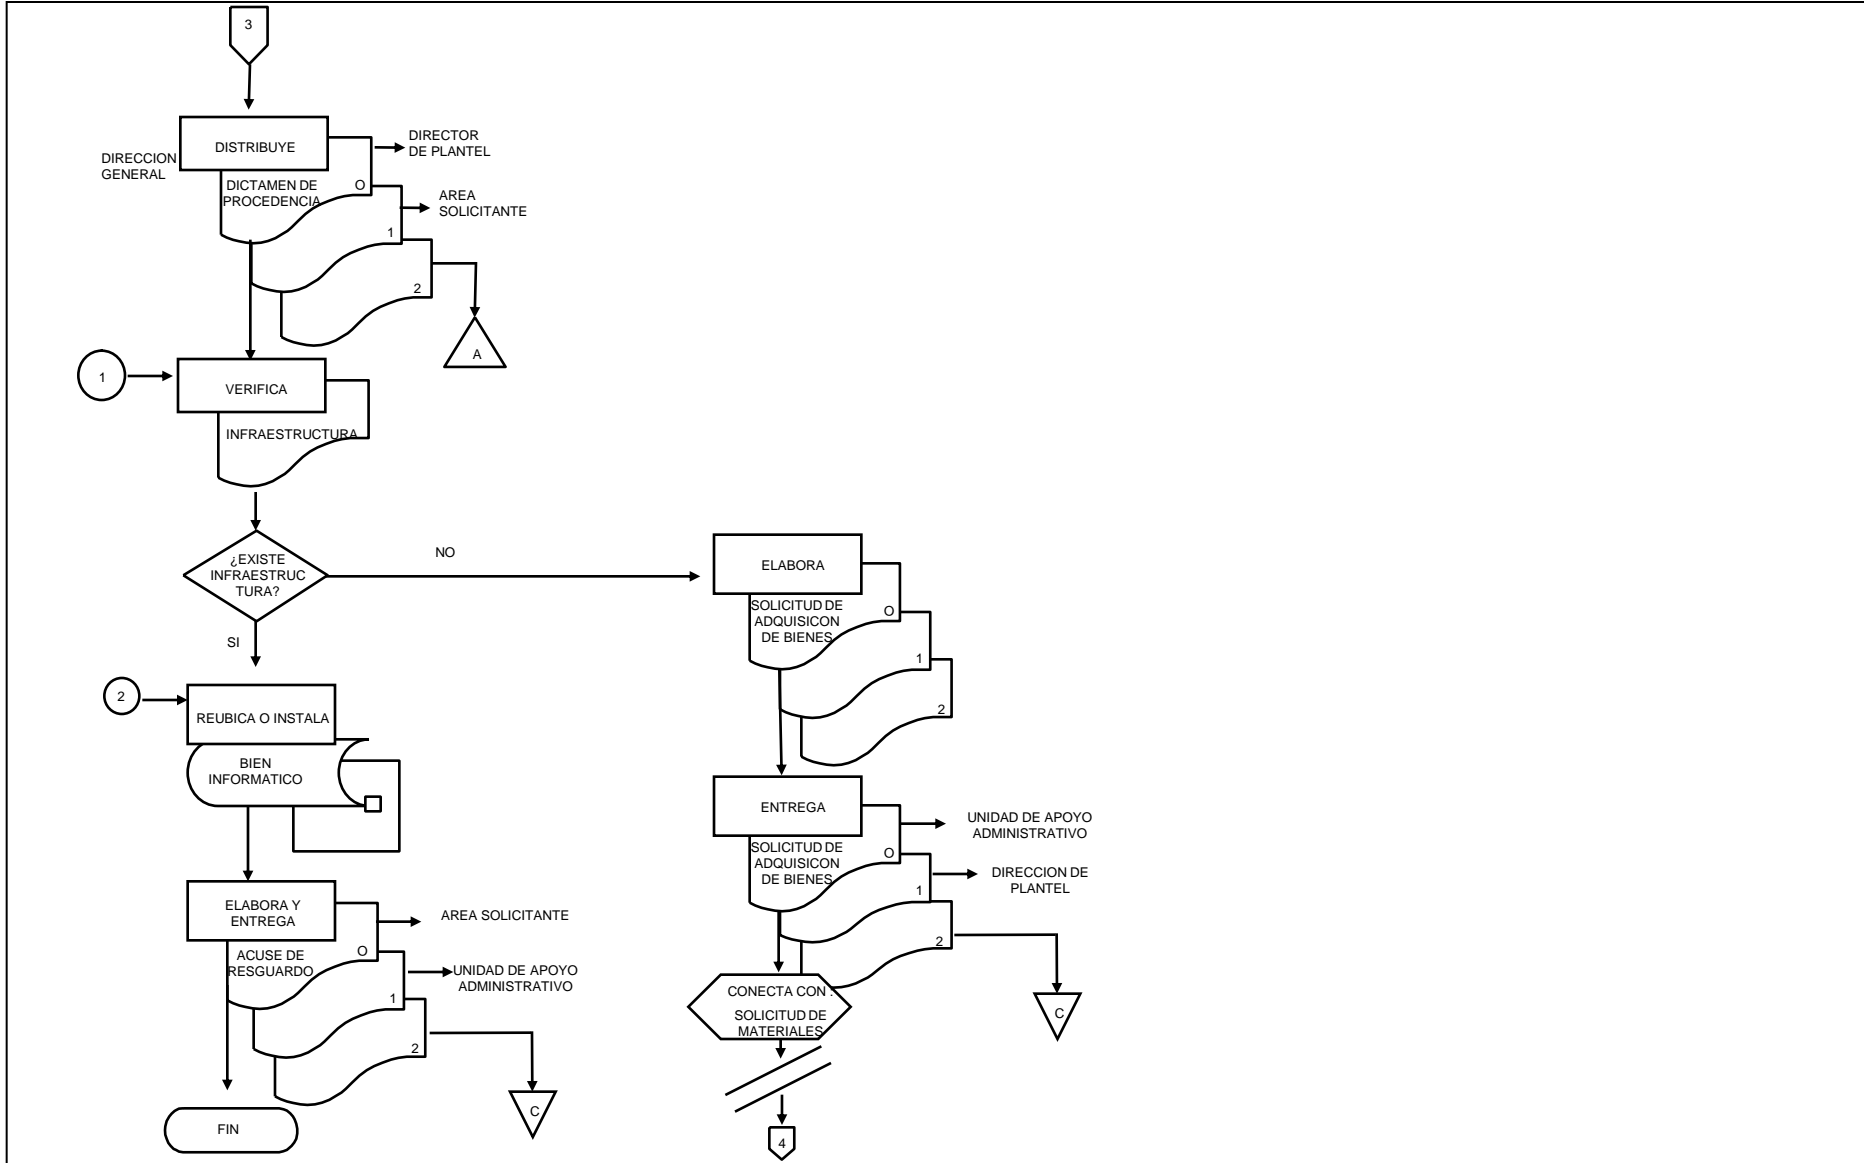 3
DISTRIBUYE
DIRECCION
GENERAL
DIRECTOR
DE PLANTEL
DICTAMEN DE
PROCEDENCIA
O
AREA
SOLICITANTE
1
2
A
1
VERIFICA
INFRAESTRUCTURA
¿EXISTE
INFRAESTRUC
TURA?
NO
SI
2
REUBICA O INSTALA
BIEN
INFORMATICO
ELABORA Y
ENTREGA
AREA SOLICITANTE
ACUSE DE
RESGUARDO
O
UNIDAD DE APOYO
ADMINISTRATIVO
1
2
C
FIN
ELABORA
SOLICITUD DE
ADQUISICON
DE BIENES
O
1
2
ENTREGA
UNIDAD DE APOYO
ADMINISTRATIVO
SOLICITUD DE
ADQUISICON
DE BIENES
O
DIRECCION DE
PLANTEL
1
2
C
CONECTA CON :
SOLICITUD DE
MATERIALES
4